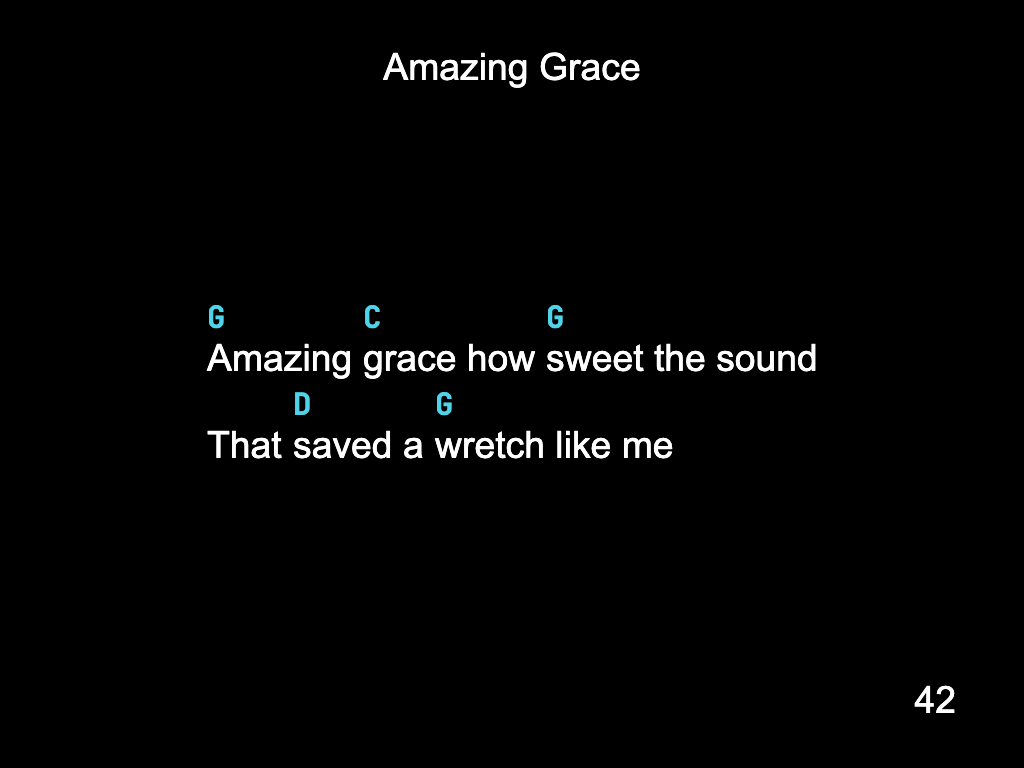 Amazing Grace
G C G
Amazing grace how sweet the sound
D G
That saved a wretch like me
42